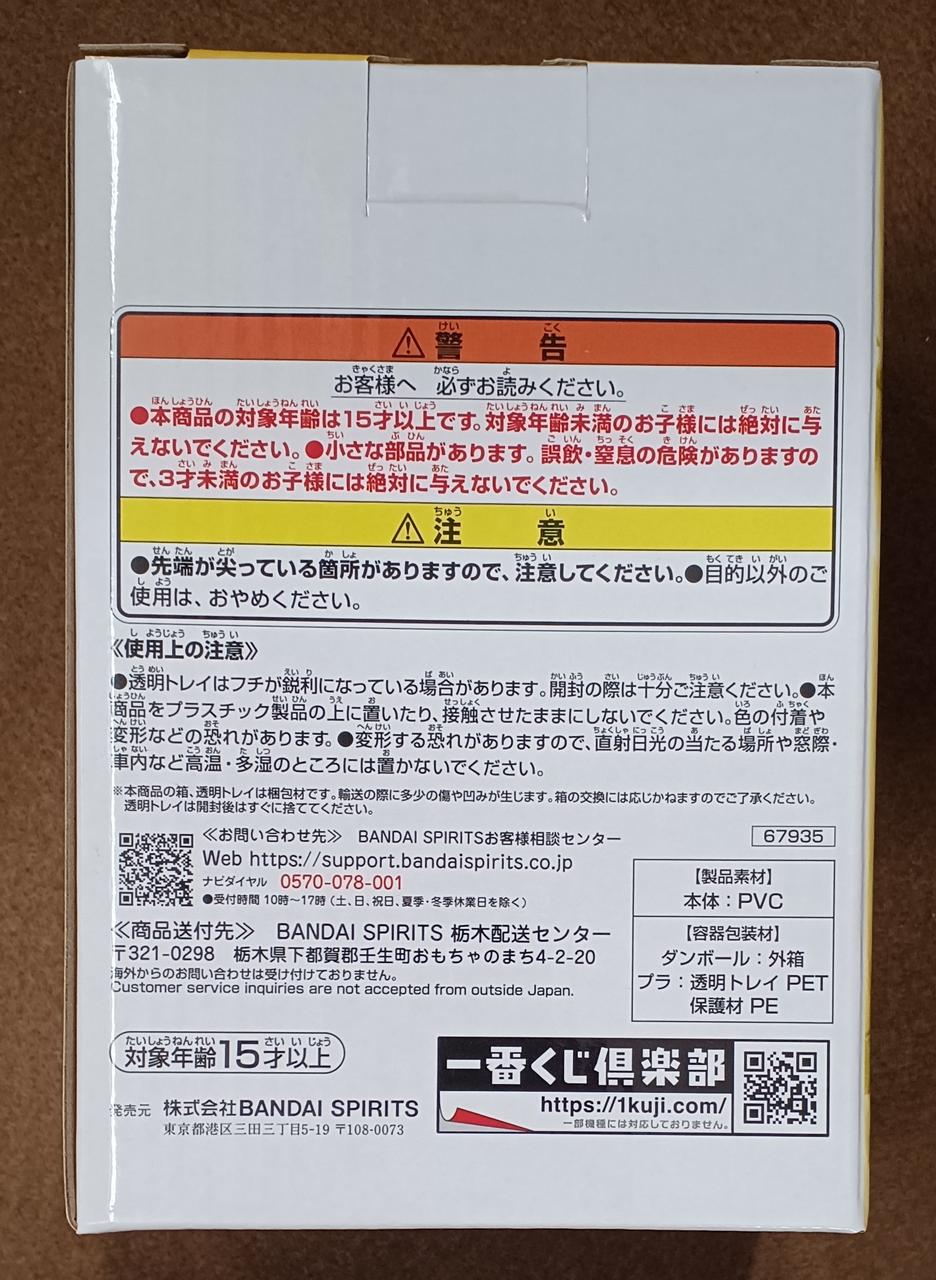 ⚠警告
お客様へ 必ずお読みください。
●本商品の対象年齢は15才以上です。対象年齢未満のお子様には絶対に与
えないでください。●小さな部品があります。誤飲・窒息の危険がありますの
で、3才未満のお子様には絶対に与えないでください。
⚠注意
●先端が尖っている箇所がありますので、注意してください。●目的以外のご
使用は、おやめください。
《使用上の注意》
●透明トレイはフチが鋭利になっている場合があります。開封の際は十分ご注意ください。●本
商品をプラスチック製品の上に置いたり、接触させたままにしないでください。色の付着や
変形などの恐れがあります。●変形する恐れがありますので、直射日光の当たる場所や窓際・
車内など高温・多湿のところには置かないでください。
※本商品の箱、透明トレイは梱包材です。輸送の際に多少の傷や凹みが生じます。箱の交換には応じかねますのでご了承ください。
透明トレイは開封後はすぐに捨ててください。
≪お問い合わせ先≫ BANDAI SPIRITSお客様相談センター
67935
Web https://support.bandaispirits.co.jp
ナビダイヤル 0570-078-001
●受付時間 10時〜17時（土、日、祝日、夏季・冬季休業日を除く）
≪商品送付先≫ BANDAI SPIRITS 栃木配送センター
〒321-0298 栃木県下都賀郡壬生町おもちゃのまち4-2-20
海外からのお問い合わせは受け付けておりません。
Customer service inquiries are not accepted from outside Japan.
【製品素材】
本体：PVC
【容器包装材】
ダンボール：外箱
プラ：透明トレイ PET
保護材 PE
対象年齢15才以上
発売元 株式会社BANDAI SPIRITS
東京都港区三田三丁目5-19 〒108-0073
一番くじ倶楽部
https://1kuji.com/
一部機種には対応しておりません。